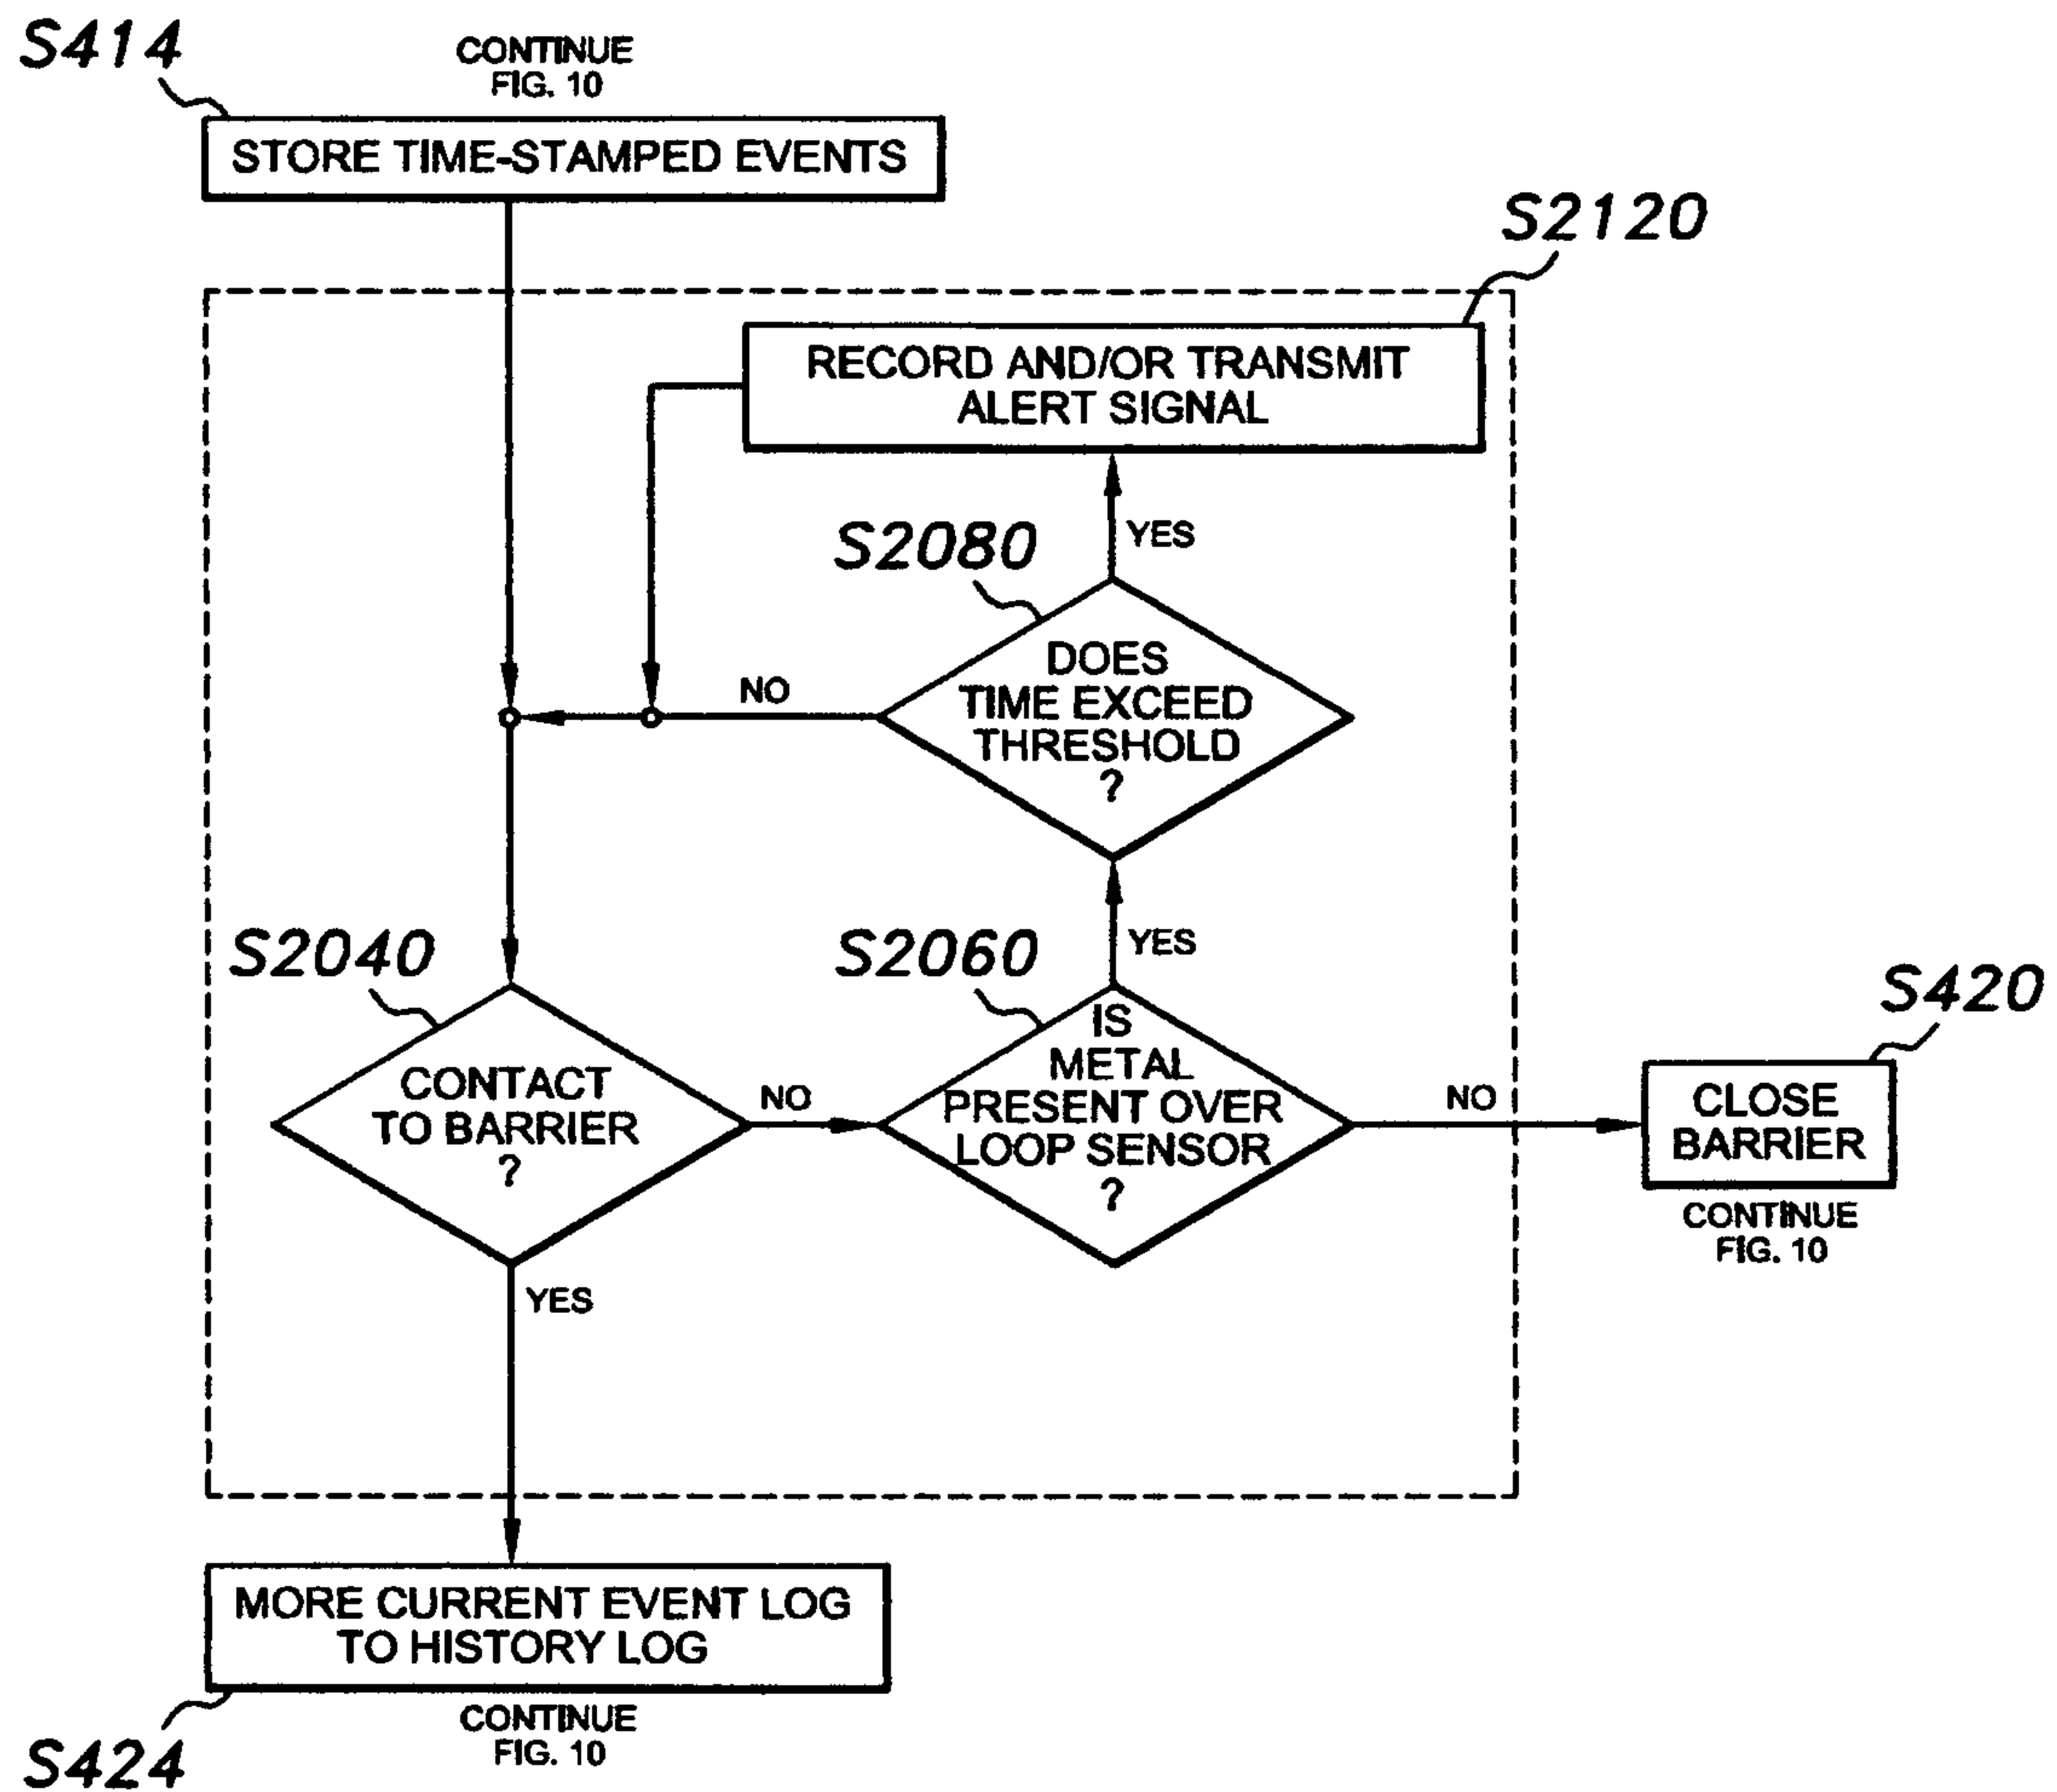 S414
CONTINUE
FIG. 10
STORE TIME-STAMPED EVENTS
S2120
RECORD AND/OR TRANSMIT
ALERT SIGNAL
YES
S2080
DOES
TIME EXCEED
THRESHOLD
?
NO
YES
S2040
S2060
CONTACT
TO BARRIER
?
NO
IS
METAL
PRESENT OVER
LOOP SENSOR
?
NO
S420
CLOSE
BARRIER
CONTINUE
FIG. 10
YES
MORE CURRENT EVENT LOG
TO HISTORY LOG
S424
CONTINUE
FIG. 10